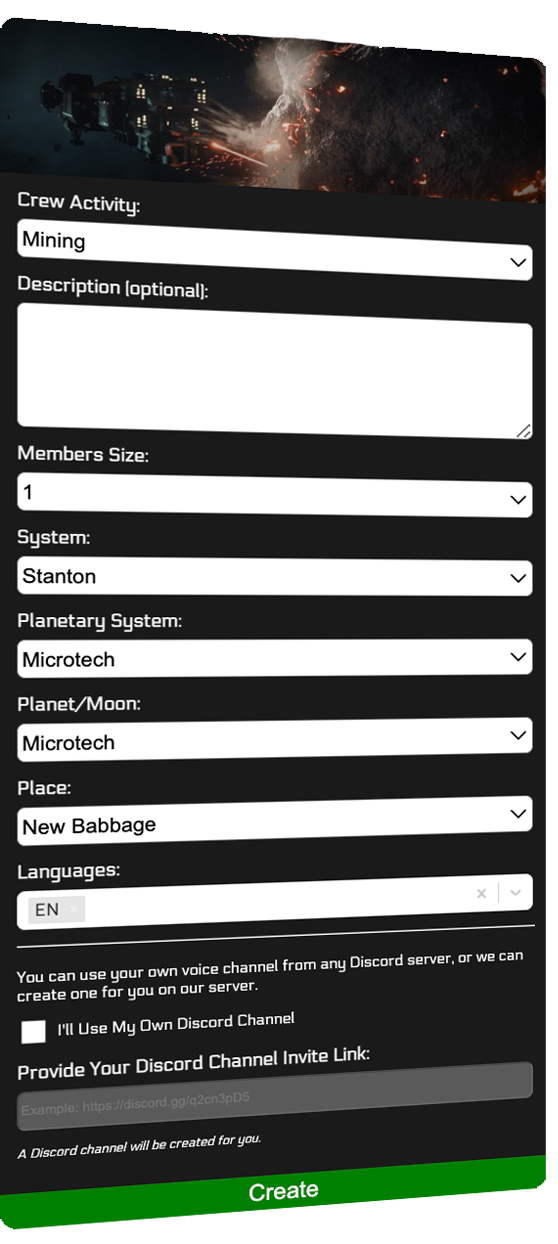 Crew Activity:
Mining
Description (optional):
Members Size:
1
System:
Stanton
Planetary System:
Microtech
Planet/Moon:
Microtech
Place:
New Babbage
Languages:
EN ×
You can use your own voice channel from any Discord server, or we can
create one for you on our server.
I'll Use My Own Discord Channel
Provide Your Discord Channel Invite Link:
Example: https://discord.gg/q2cn3pD5
A Discord channel will be created for you.
Create